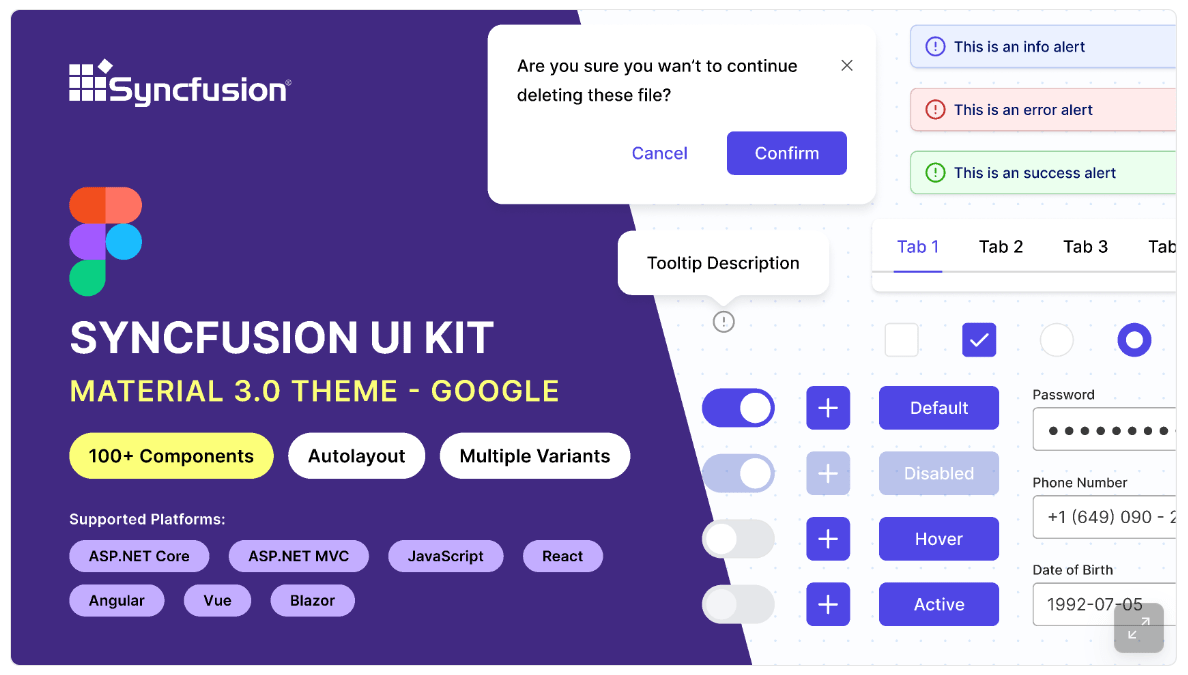 Syncfusion®
SYNCFUSION UI KIT
MATERIAL 3.0 THEME - GOOGLE
100+ Components
Autolayout
Multiple Variants
Supported Platforms:
ASP.NET Core
ASP.NET MVC
JavaScript
React
Angular
Vue
Blazor
Are you sure you wan’t to continue
deleting these file?
Cancel
Confirm
This is an info alert
This is an error alert
This is an success alert
Tooltip Description
Tab 1
Tab 2
Tab 3
Tab
Default
Disabled
Hover
Active
Password
Phone Number
+1 (649) 090 - 2
Date of Birth
1992-07-05